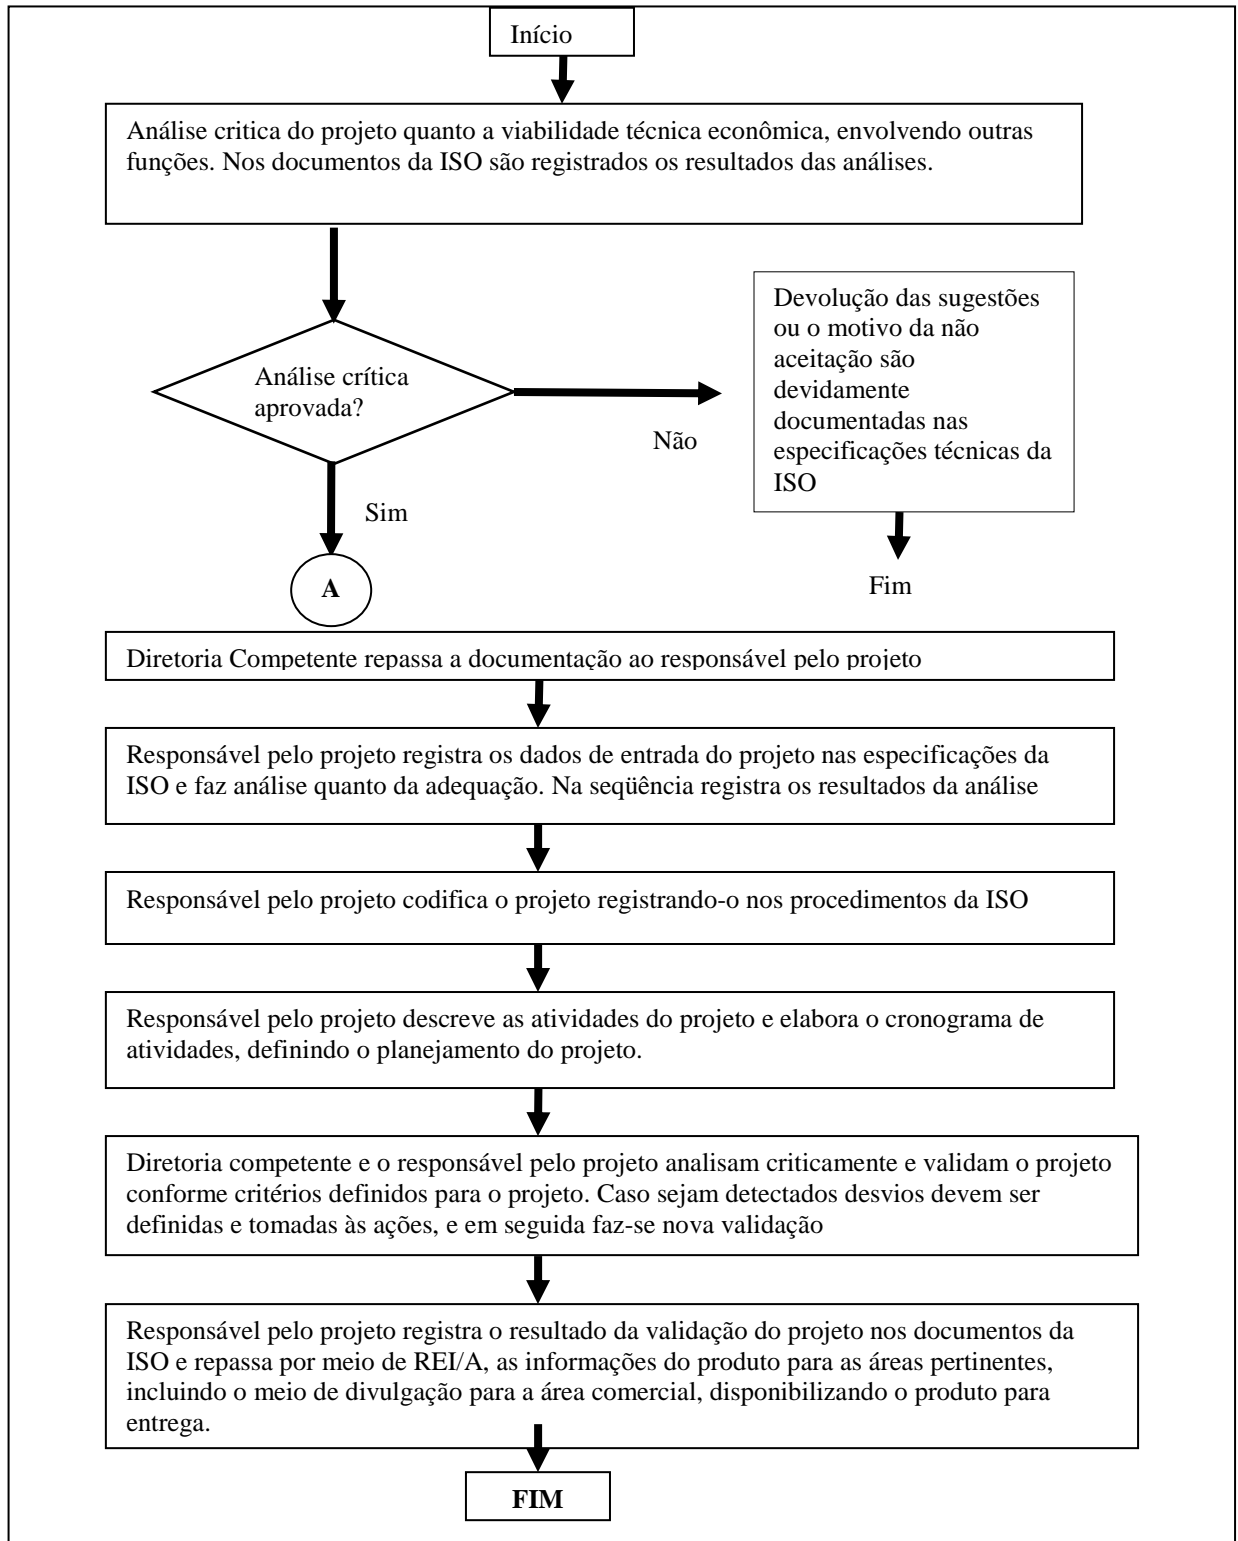 Início
Análise critica do projeto quanto a viabilidade técnica econômica, envolvendo outras
funções. Nos documentos da ISO são registrados os resultados das análises.
Análise crítica
aprovada?
Não
Devolução das sugestões
ou o motivo da não
aceitação são
devidamente
documentadas nas
especificações técnicas da
ISO
Sim
Fim
A
Diretoria Competente repassa a documentação ao responsável pelo projeto
Responsável pelo projeto registra os dados de entrada do projeto nas especificações da
ISO e faz análise quanto da adequação. Na seqüência registra os resultados da análise
Responsável pelo projeto codifica o projeto registrando-o nos procedimentos da ISO
Responsável pelo projeto descreve as atividades do projeto e elabora o cronograma de
atividades, definindo o planejamento do projeto.
Diretoria competente e o responsável pelo projeto analisam criticamente e validam o projeto
conforme critérios definidos para o projeto. Caso sejam detectados desvios devem ser
definidas e tomadas às ações, e em seguida faz-se nova validação
Responsável pelo projeto registra o resultado da validação do projeto nos documentos da
ISO e repassa por meio de REI/A, as informações do produto para as áreas pertinentes,
incluindo o meio de divulgação para a área comercial, disponibilizando o produto para
entrega.
FIM